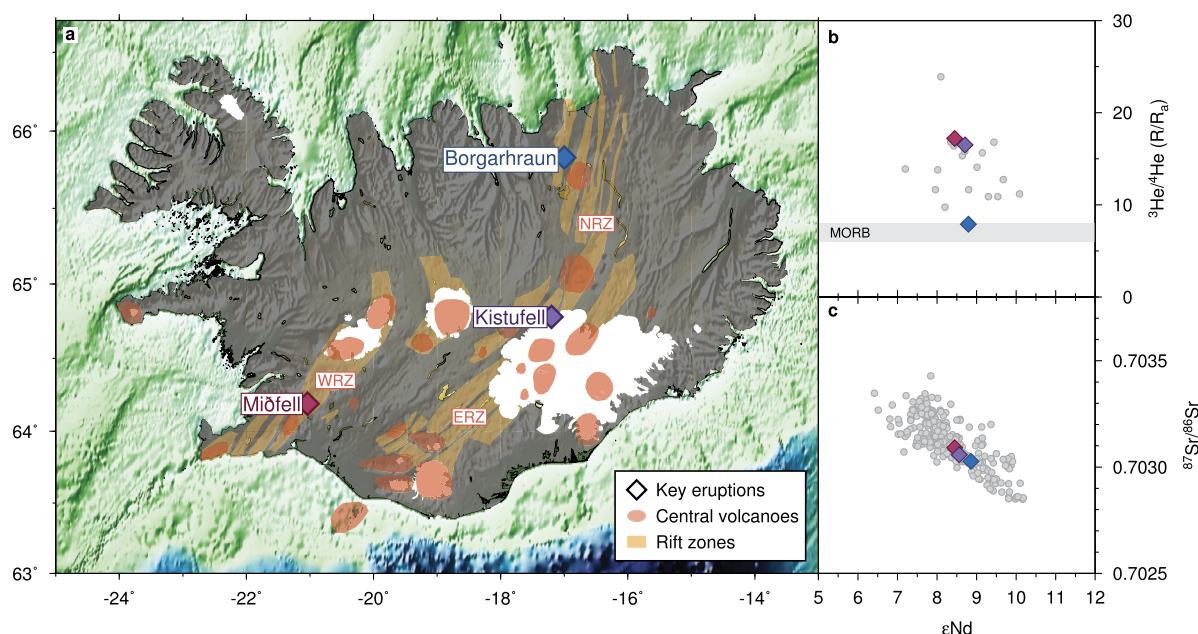 a
66˚
65˚
64˚
63˚
-24˚
-22˚
-20˚
-18˚
-16˚
-14˚
Borgarhraun
NRZ
Kistufell
WRZ
Miðfell
ERZ
Key eruptions
Central volcanoes
Rift zones
b
30
20
10
0
³He/⁴He (R/Rₐ)
MORB
c
0.7035
0.7030
0.7025
⁸⁷Sr/⁸⁶Sr
5 6 7 8 9 10 11 12
εNd